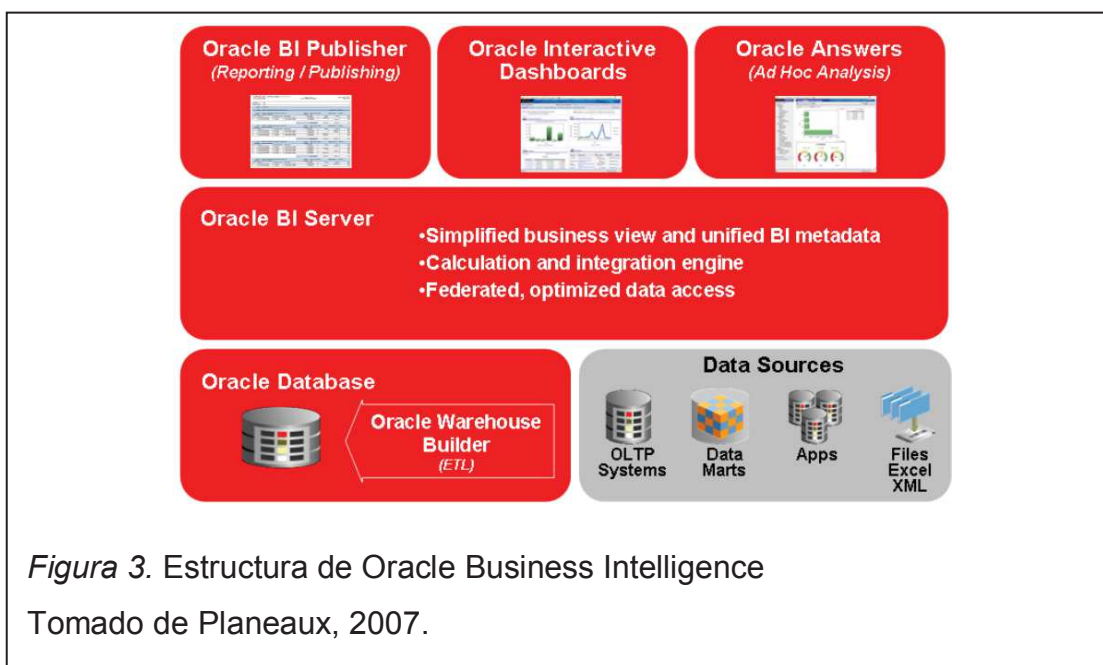 Oracle BI Publisher
(Reporting / Publishing)
Oracle Interactive
Dashboards
Oracle Answers
(Ad Hoc Analysis)
Oracle BI Server
•Simplified business view and unified BI metadata
•Calculation and integration engine
•Federated, optimized data access
Oracle Database
Oracle Warehouse
Builder
(ETL)
Data Sources
OLTP
Systems
Data
Marts
Apps
Files
Excel
XML
Figura 3. Estructura de Oracle Business Intelligence
Tomado de Planeaux, 2007.